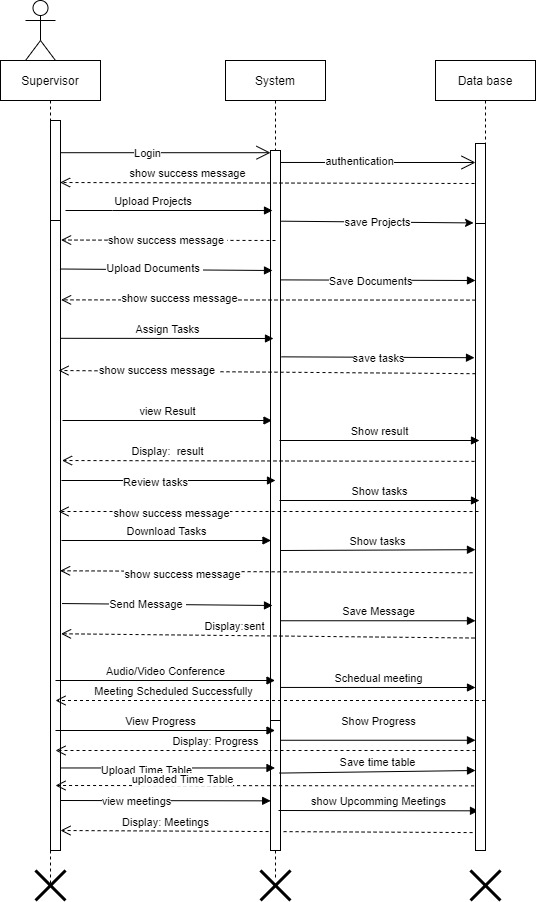 Supervisor
System
Data base
Login
authentication
show success message
Upload Projects
save Projects
show success message
Upload Documents
Save Documents
show success message
Assign Tasks
save tasks
show success message
view Result
Show result
Display:  result
Review tasks
Show tasks
show success message
Download Tasks
Show tasks
show success message
Send Message
Save Message
Display:sent
Audio/Video Conference
Schedual meeting
Meeting Scheduled Successfully
View Progress
Show Progress
Display: Progress
Save time table
Upload Time Table
uploaded Time Table
view meetings
show Upcomming Meetings
Display: Meetings